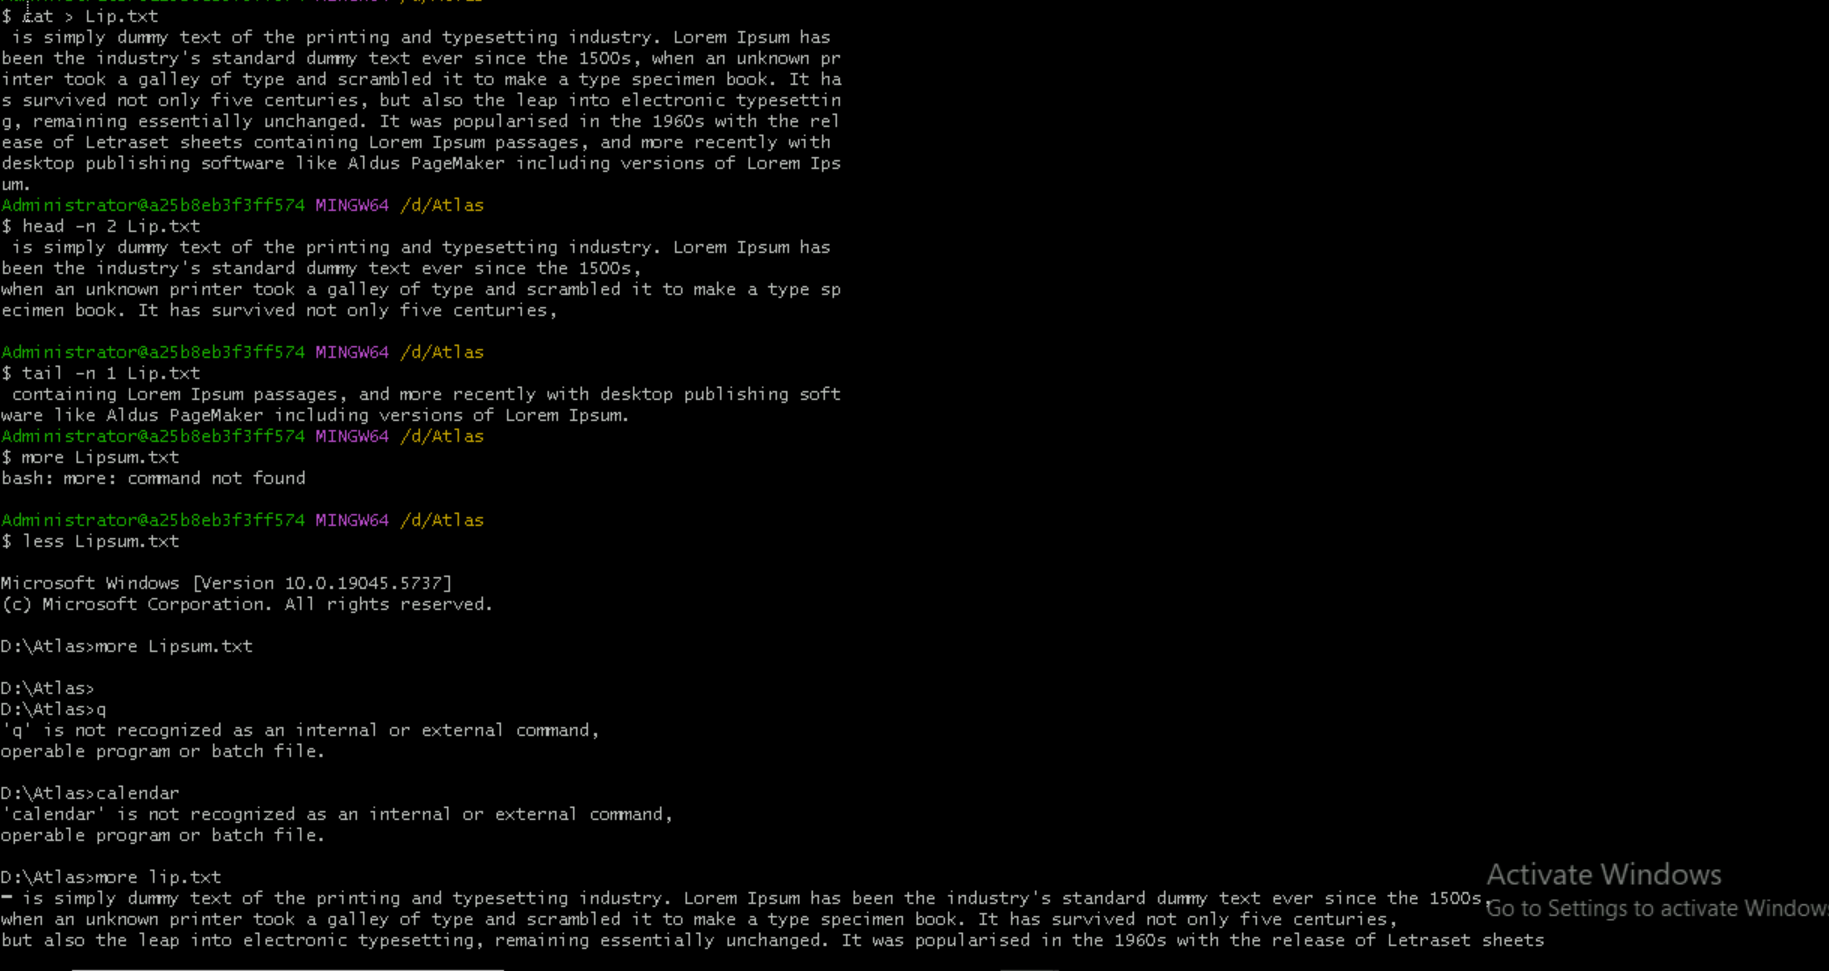 $ cat > Lip.txt
is simply dummy text of the printing and typesetting industry. Lorem Ipsum has
been the industry's standard dummy text ever since the 1500s, when an unknown pr
inter took a galley of type and scrambled it to make a type specimen book. It ha
s survived not only five centuries, but also the leap into electronic typesettin
g, remaining essentially unchanged. It was popularised in the 1960s with the rel
ease of Letraset sheets containing Lorem Ipsum passages, and more recently with
desktop publishing software like Aldus PageMaker including versions of Lorem Ips
um.
Administrator@a25b8eb3f3ff574 MINGW64 /d/Atlas
$ head -n 2 Lip.txt
is simply dummy text of the printing and typesetting industry. Lorem Ipsum has
been the industry's standard dummy text ever since the 1500s,
when an unknown printer took a galley of type and scrambled it to make a type sp
ecimen book. It has survived not only five centuries,
Administrator@a25b8eb3f3ff574 MINGW64 /d/Atlas
$ tail -n 1 Lip.txt
containing Lorem Ipsum passages, and more recently with desktop publishing soft
ware like Aldus PageMaker including versions of Lorem Ipsum.
Administrator@a25b8eb3f3ff574 MINGW64 /d/Atlas
$ more Lipsum.txt
bash: more: command not found
Administrator@a25b8eb3f3ff574 MINGW64 /d/Atlas
$ less Lipsum.txt
Microsoft Windows [Version 10.0.19045.5737]
(c) Microsoft Corporation. All rights reserved.
D:\Atlas>more Lipsum.txt
D:\Atlas>
D:\Atlas>q
'q' is not recognized as an internal or external command,
operable program or batch file.
D:\Atlas>calendar
'calendar' is not recognized as an internal or external command,
operable program or batch file.
D:\Atlas>more lip.txt
is simply dummy text of the printing and typesetting industry. Lorem Ipsum has been the industry's standard dummy text ever since the 1500s,
when an unknown printer took a galley of type and scrambled it to make a type specimen book. It has survived not only five centuries,
but also the leap into electronic typesetting, remaining essentially unchanged. It was popularised in the 1960s with the release of Letraset sheets
Activate Windows
Go to Settings to activate Windows